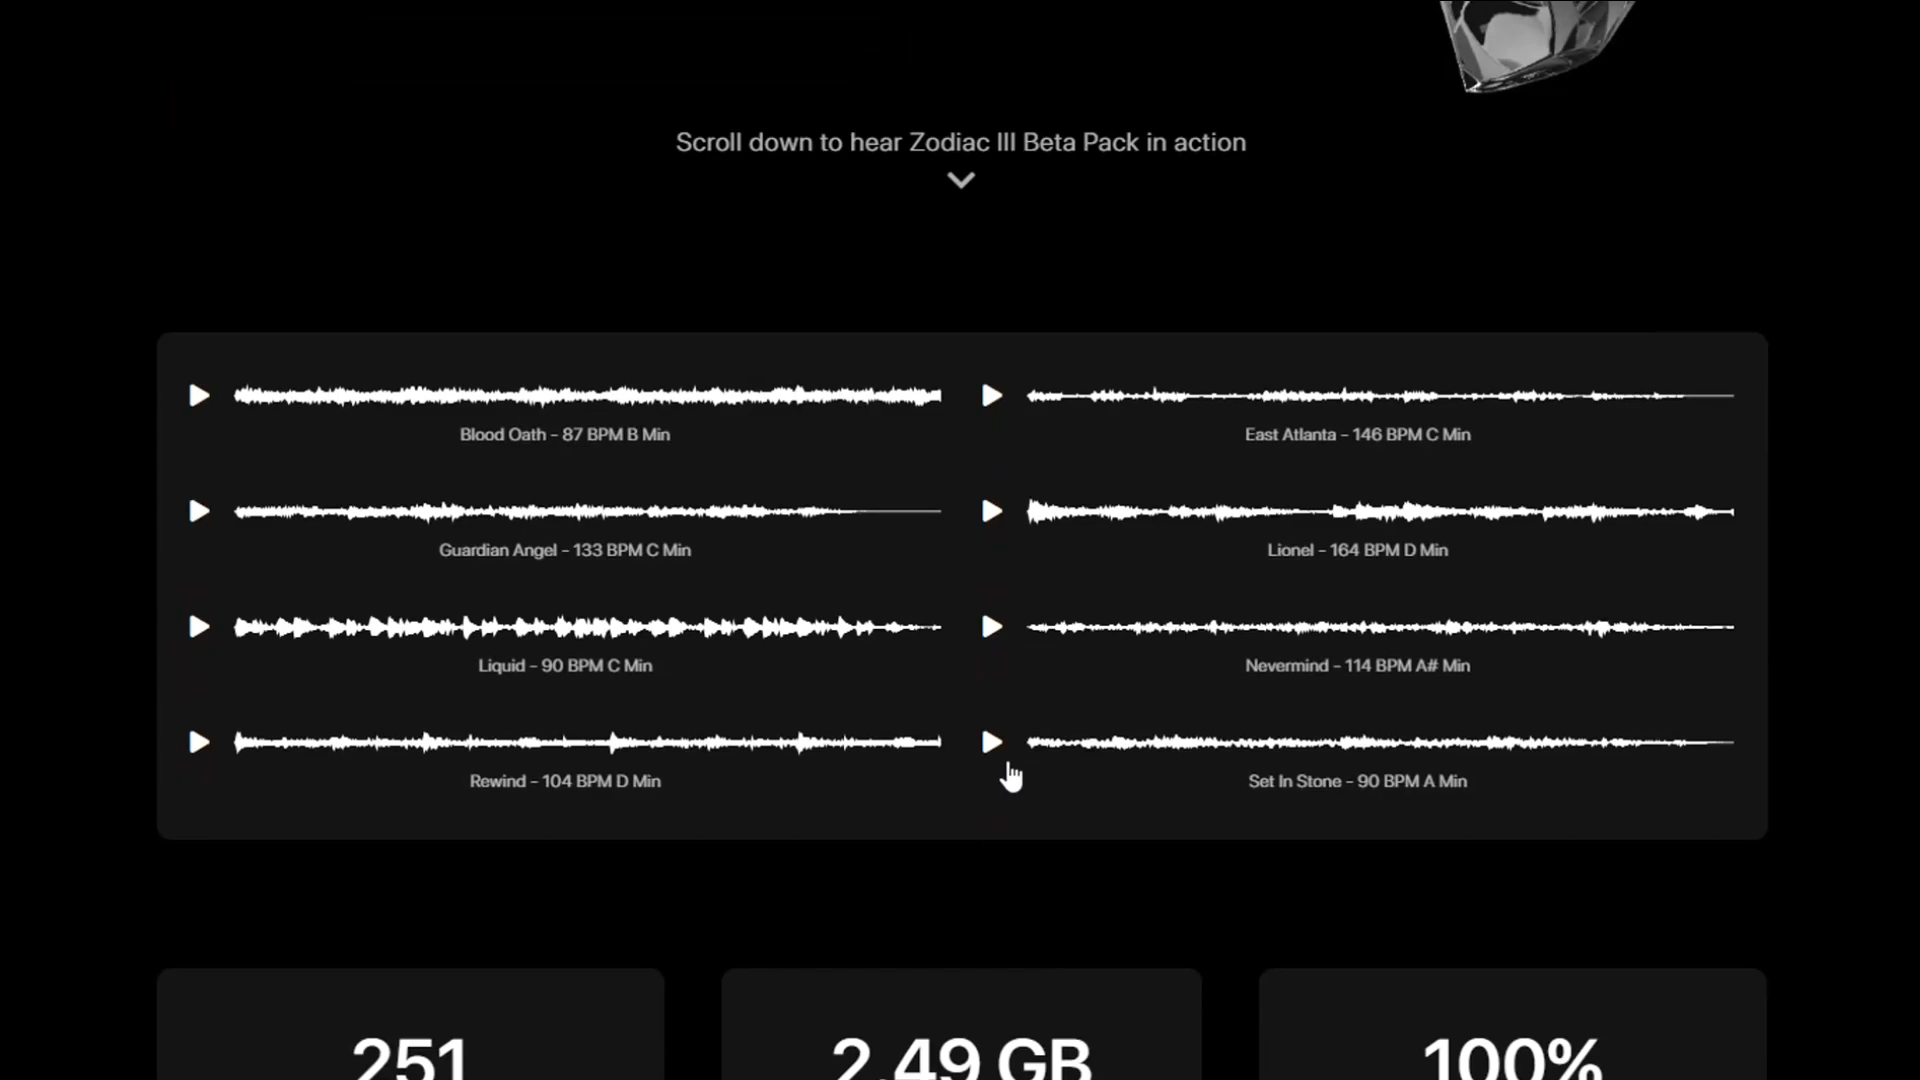 Scroll down to hear Zodiac III Beta Pack in action
Blood Oath - 87 BPM B Min
East Atlanta - 146 BPM C Min
Guardian Angel - 133 BPM C Min
Lionel - 164 BPM D Min
Liquid - 90 BPM C Min
Nevermind - 114 BPM A# Min
Rewind - 104 BPM D Min
Set In Stone - 90 BPM A Min
251
2.49 GB
100%